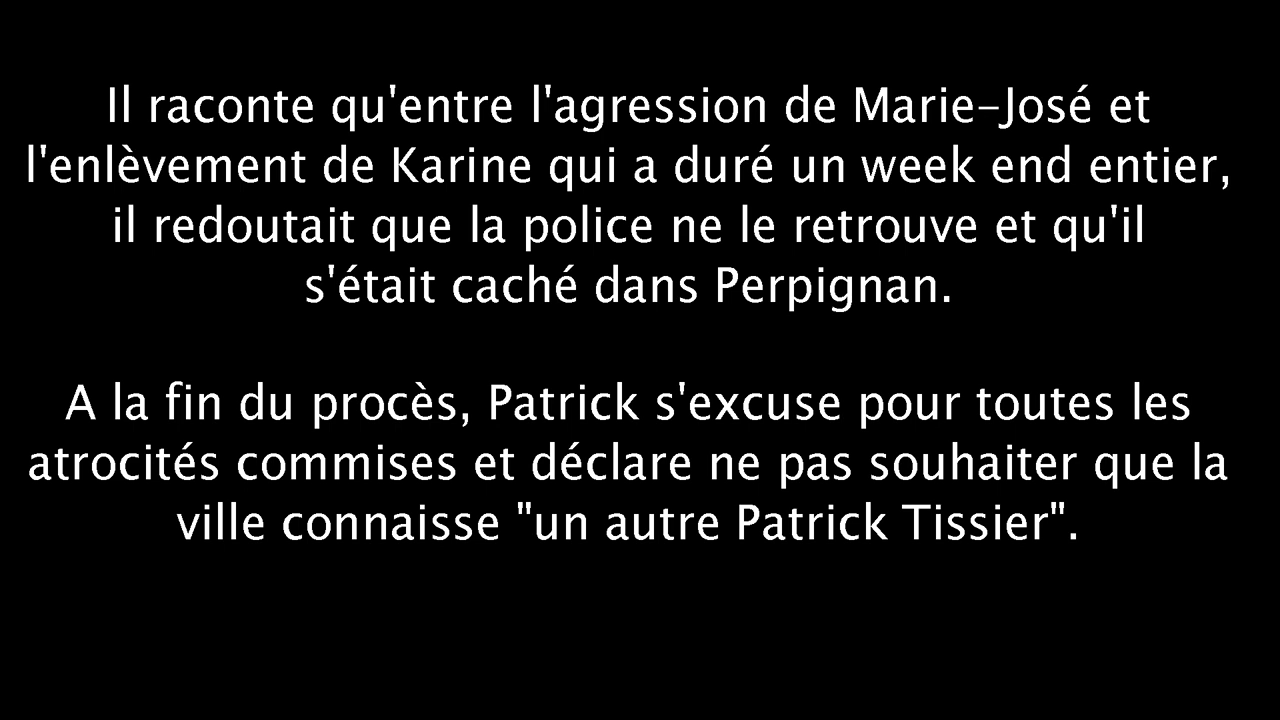 Il raconte qu'entre l'agression de Marie-José et
l'enlèvement de Karine qui a duré un week end entier,
il redoutait que la police ne le retrouve et qu'il
s'était caché dans Perpignan.
A la fin du procès, Patrick s'excuse pour toutes les
atrocités commises et déclare ne pas souhaiter que la
ville connaisse "un autre Patrick Tissier".